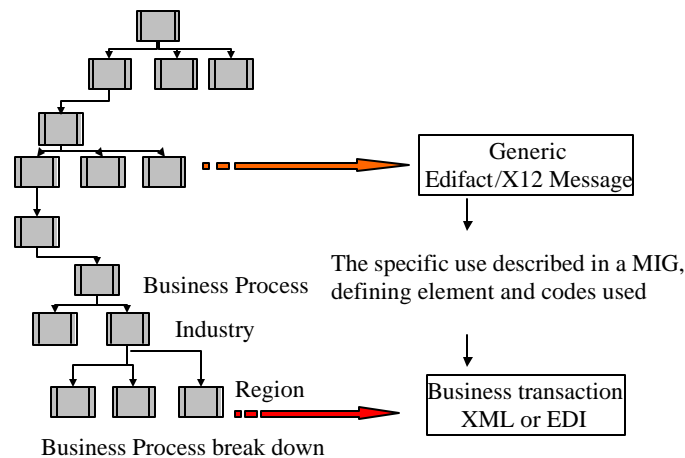 Generic
Edifact/X12 Message
The specific use described in a MIG,
defining element and codes used
Business Process
Industry
Region
Business transaction
XML or EDI
Business Process break down